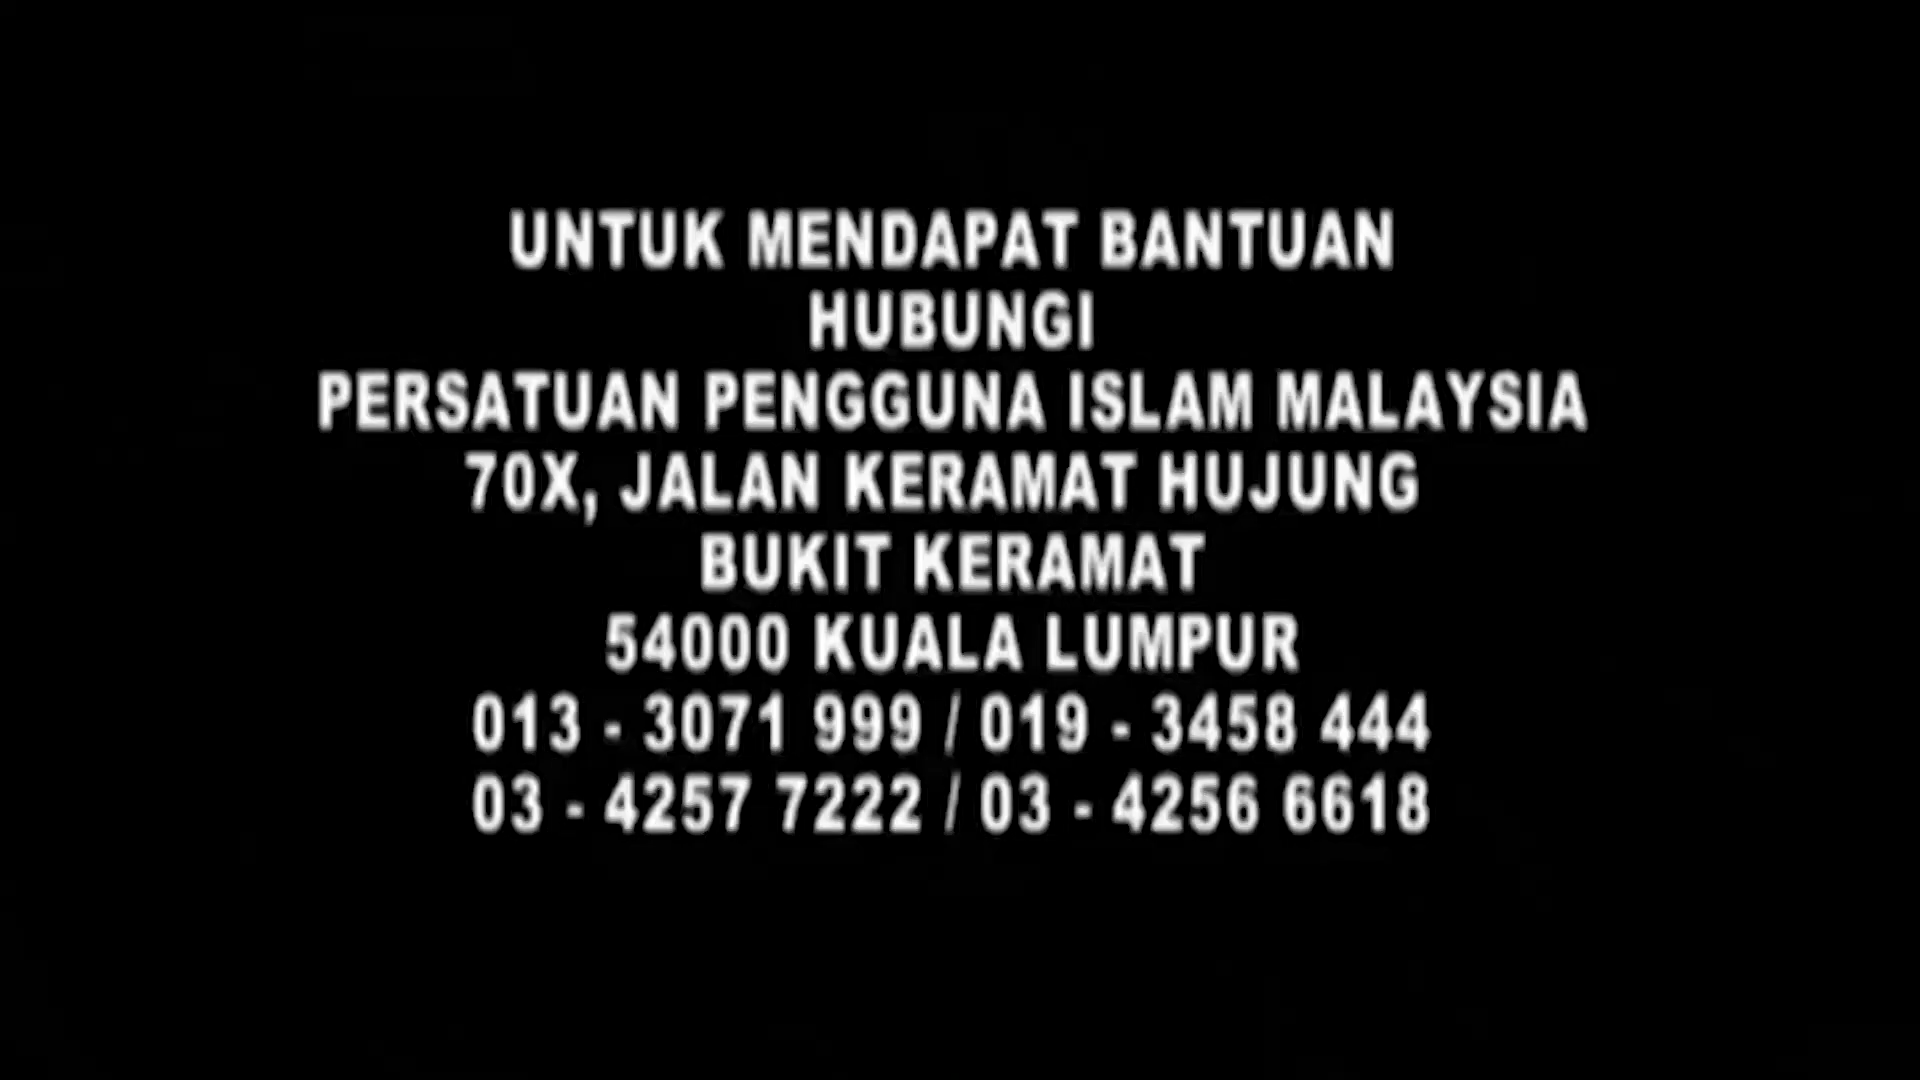 UNTUK MENDAPAT BANTUAN
HUBUNGI
PERSATUAN PENGGUNA ISLAM MALAYSIA
70X, JALAN KERAMAT HUJUNG
BUKIT KERAMAT
54000 KUALA LUMPUR
013 - 3071 999 / 019 - 3458 444
03 - 4257 7222 / 03 - 4256 6618